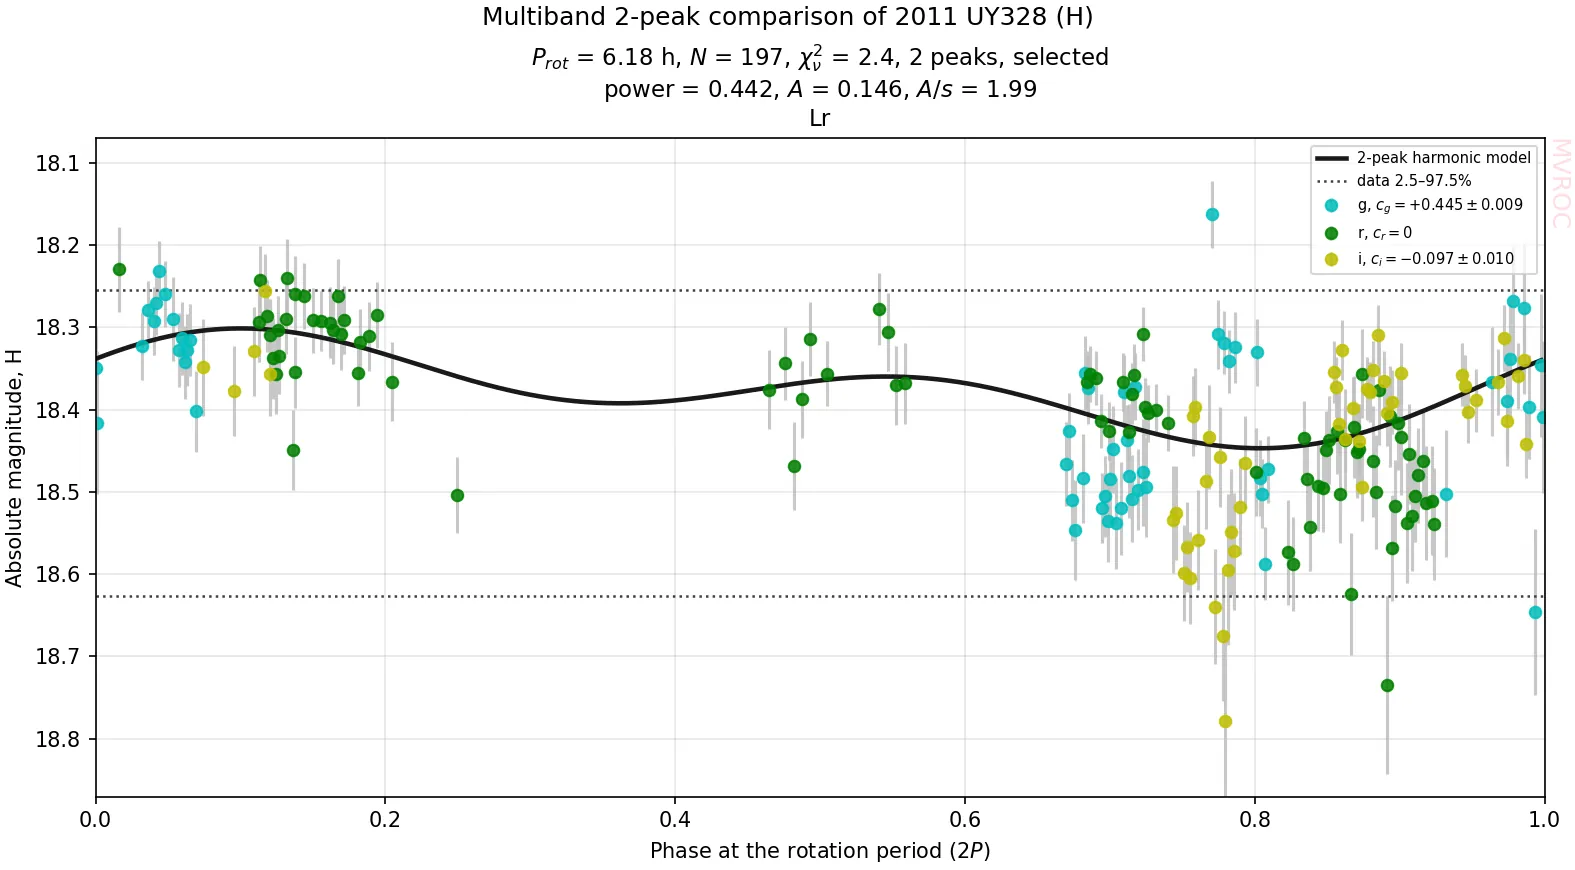 Multiband 2-peak comparison of 2011 UY328 (H)
P_rot = 6.18 h, N = 197, χ²_ν = 2.4, 2 peaks, selected
power = 0.442, A = 0.146, A/s = 1.99
Lr
MVROC
2-peak harmonic model
data 2.5–97.5%
g, c_g = +0.445 ± 0.009
r, c_r = 0
i, c_i = −0.097 ± 0.010
Absolute magnitude, H
18.1
18.2
18.3
18.4
18.5
18.6
18.7
18.8
0.0 0.2 0.4 0.6 0.8 1.0
Phase at the rotation period (2P)